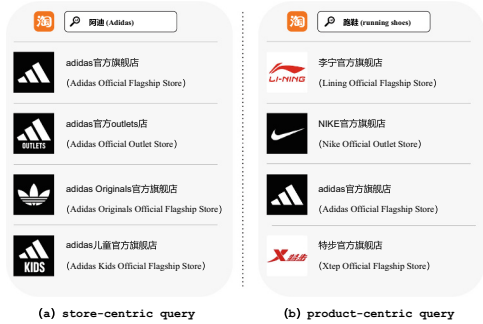 淘
阿迪 (Adidas)
adidas官方旗舰店
(Adidas Official Flagship Store)
OUTLETS
adidas官方outlets店
(Adidas Official Outlet Store)
adidas Originals官方旗舰店
(Adidas Originals Official Flagship Store)
KIDS
adidas儿童官方旗舰店
(Adidas Kids Official Flagship Store)
(a) store-centric query
淘
跑鞋 (running shoes)
LI-NING
李宁官方旗舰店
(Lining Official Flagship Store)
NIKE官方旗舰店
(Nike Official Outlet Store)
adidas官方旗舰店
(Adidas Official Flagship Store)
特步
特步官方旗舰店
(Xtep Official Flagship Store)
(b) product-centric query